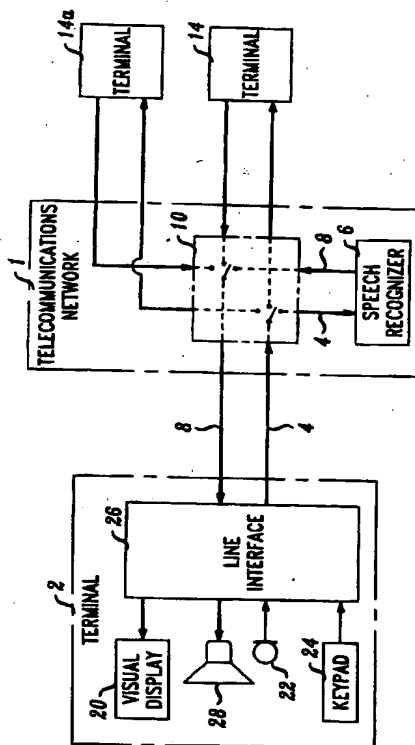 2
TERMINAL
20
VISUAL
DISPLAY
28
22
24
KEYPAD
26
LINE
INTERFACE
8
4
1
TELECOMMUNICATIONS
NETWORK
10
8
4
6
SPEECH
RECOGNIZER
14a
TERMINAL
14
TERMINAL